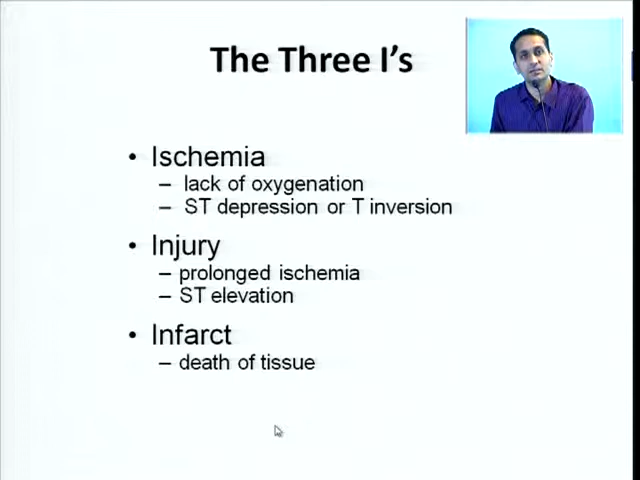 The Three I's
• Ischemia
– lack of oxygenation
– ST depression or T inversion
• Injury
– prolonged ischemia
– ST elevation
• Infarct
– death of tissue